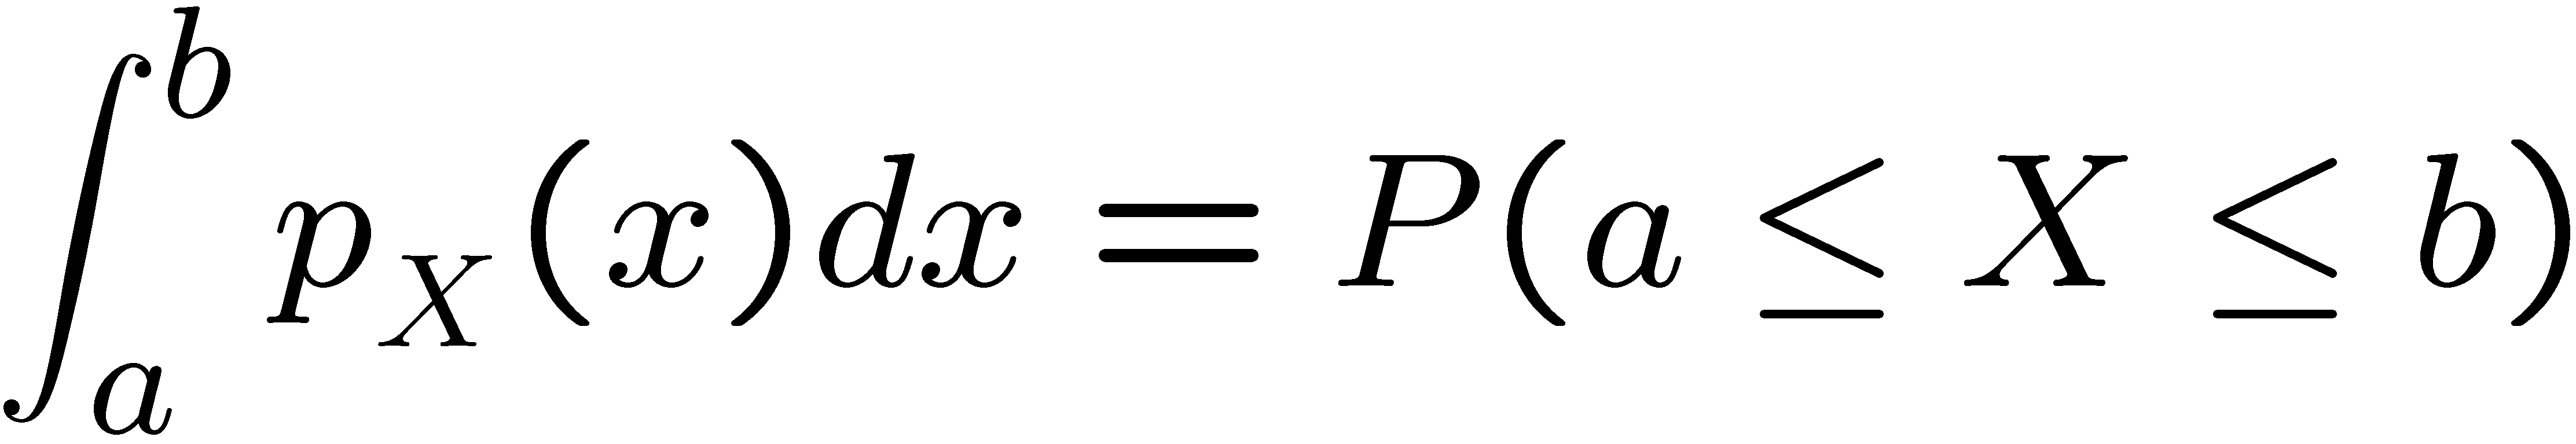 ∫_a^b p_X(x)dx = P(a ≤ X ≤ b)